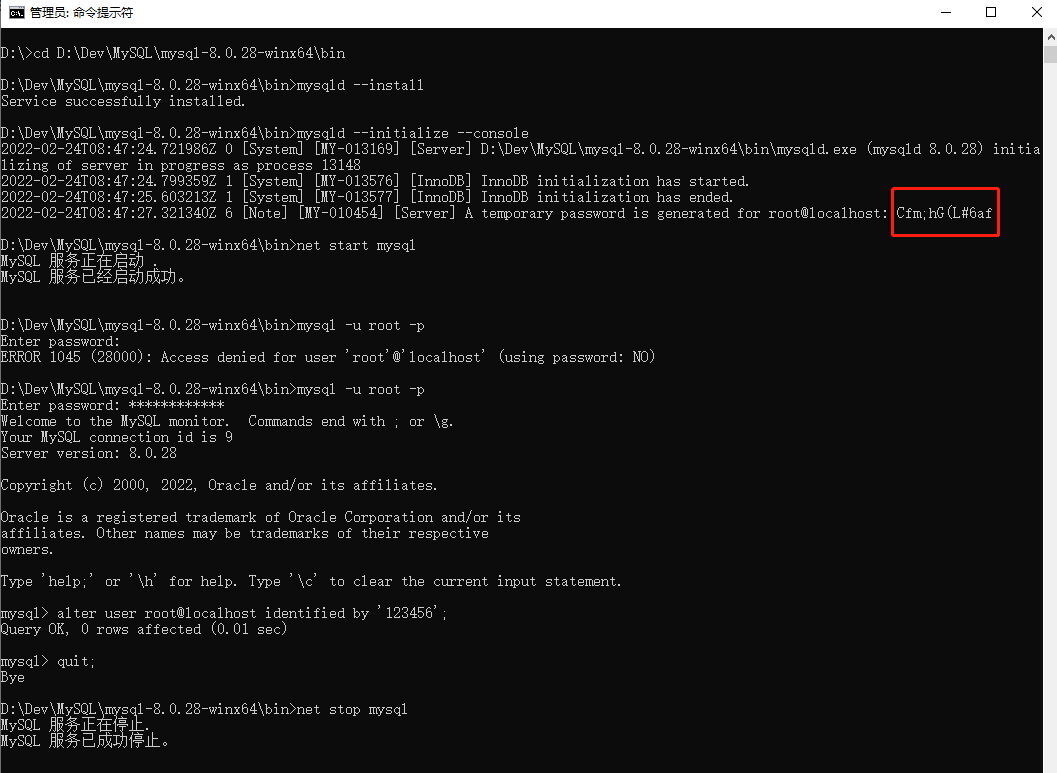 管理员: 命令提示符
D:\>cd D:\Dev\MySQL\mysql-8.0.28-winx64\bin
D:\Dev\MySQL\mysql-8.0.28-winx64\bin>mysqld --install
Service successfully installed.
D:\Dev\MySQL\mysql-8.0.28-winx64\bin>mysqld --initialize --console
2022-02-24T08:47:24.721986Z 0 [System] [MY-013169] [Server] D:\Dev\MySQL\mysql-8.0.28-winx64\bin\mysqld.exe (mysqld 8.0.28) initia
lizing of server in progress as process 13148
2022-02-24T08:47:24.799359Z 1 [System] [MY-013576] [InnoDB] InnoDB initialization has started.
2022-02-24T08:47:25.603213Z 1 [System] [MY-013577] [InnoDB] InnoDB initialization has ended.
2022-02-24T08:47:27.321340Z 6 [Note] [MY-010454] [Server] A temporary password is generated for root@localhost: Cfm;hG(L#6af
D:\Dev\MySQL\mysql-8.0.28-winx64\bin>net start mysql
MySQL 服务正在启动 .
MySQL 服务已经启动成功。
D:\Dev\MySQL\mysql-8.0.28-winx64\bin>mysql -u root -p
Enter password:
ERROR 1045 (28000): Access denied for user 'root'@'localhost' (using password: NO)
D:\Dev\MySQL\mysql-8.0.28-winx64\bin>mysql -u root -p
Enter password: ************
Welcome to the MySQL monitor.  Commands end with ; or \g.
Your MySQL connection id is 9
Server version: 8.0.28
Copyright (c) 2000, 2022, Oracle and/or its affiliates.
Oracle is a registered trademark of Oracle Corporation and/or its
affiliates. Other names may be trademarks of their respective
owners.
Type 'help;' or '\h' for help. Type '\c' to clear the current input statement.
mysql> alter user root@localhost identified by '123456';
Query OK, 0 rows affected (0.01 sec)
mysql> quit;
Bye
D:\Dev\MySQL\mysql-8.0.28-winx64\bin>net stop mysql
MySQL 服务正在停止.
MySQL 服务已成功停止。